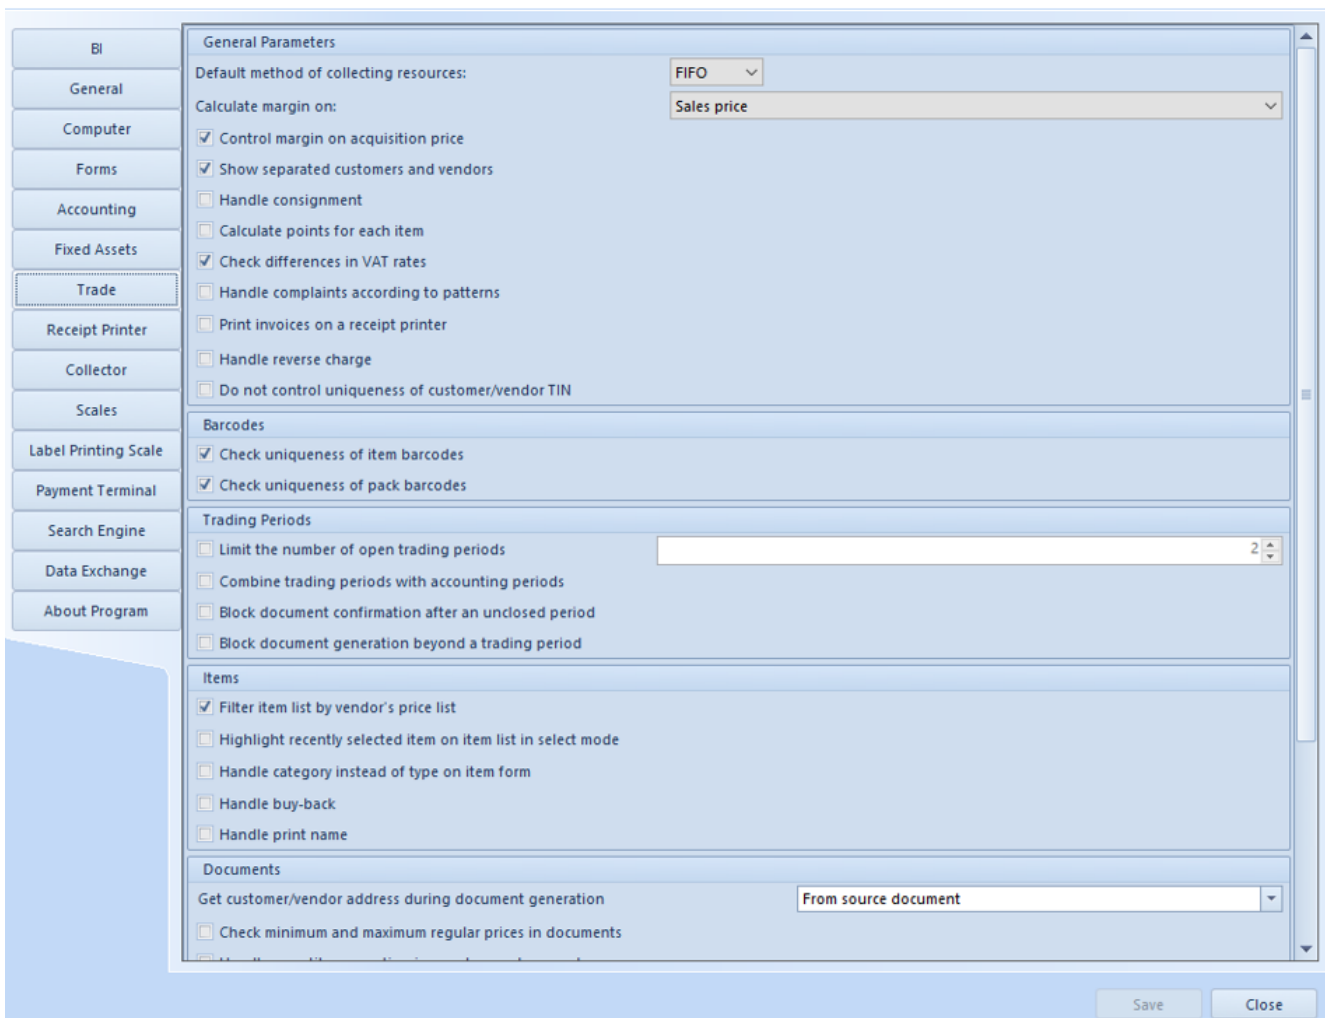 BI
General
Computer
Forms
Accounting
Fixed Assets
Trade
Receipt Printer
Collector
Scales
Label Printing Scale
Payment Terminal
Search Engine
Data Exchange
About Program
General Parameters
Default method of collecting resources: FIFO
Calculate margin on: Sales price
Control margin on acquisition price
Show separated customers and vendors
Handle consignment
Calculate points for each item
Check differences in VAT rates
Handle complaints according to patterns
Print invoices on a receipt printer
Handle reverse charge
Do not control uniqueness of customer/vendor TIN
Barcodes
Check uniqueness of item barcodes
Check uniqueness of pack barcodes
Trading Periods
Limit the number of open trading periods 2
Combine trading periods with accounting periods
Block document confirmation after an unclosed period
Block document generation beyond a trading period
Items
Filter item list by vendor's price list
Highlight recently selected item on item list in select mode
Handle category instead of type on item form
Handle buy-back
Handle print name
Documents
Get customer/vendor address during document generation From source document
Check minimum and maximum regular prices in documents
Save Close